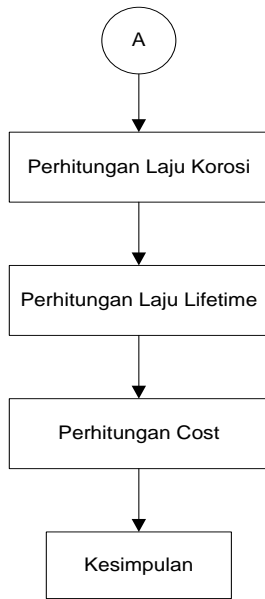 A
Perhitungan Laju Korosi
Perhitungan Laju Lifetime
Perhitungan Cost
Kesimpulan